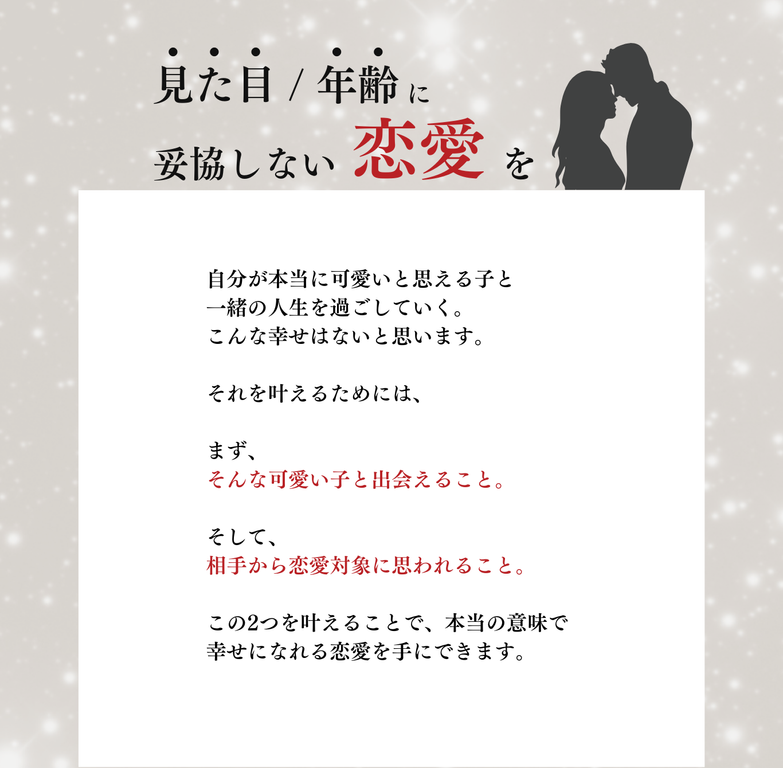 見た目 / 年齢に
妥協しない 恋愛 を
自分が本当に可愛いと思える子と
一緒の人生を過ごしていく。
こんな幸せはないと思います。
それを叶えるためには、
まず、
そんな可愛い子と出会えること。
そして、
相手から恋愛対象に思われること。
この2つを叶えることで、本当の意味で
幸せになれる恋愛を手にできます。